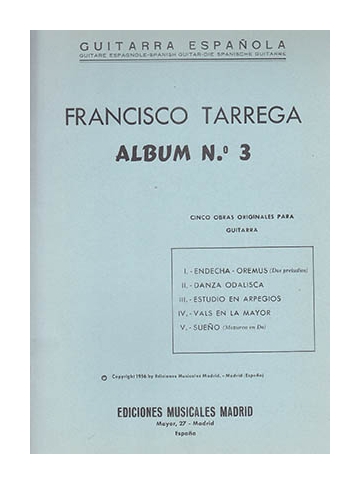 GUITARRA ESPAÑOLA
GUITARE ESPAGNOLE-SPANISH GUITAR-DIE SPANISCHE GUITARRE
FRANCISCO TARREGA
ALBUM N.º 3
CINCO OBRAS ORIGINALES PARA
GUITARRA
I.- ENDECHA - OREMUS (Dos preludios)
II.- DANZA ODALISCA
III.- ESTUDIO EN ARPEGIOS
IV.- VALS EN LA MAYOR
V.- SUEÑO (Mazurca en Do)
© Copyright 1956 by Ediciones Musicales Madrid. - Madrid (España)
EDICIONES MUSICALES MADRID
Mayor, 27 - Madrid
España